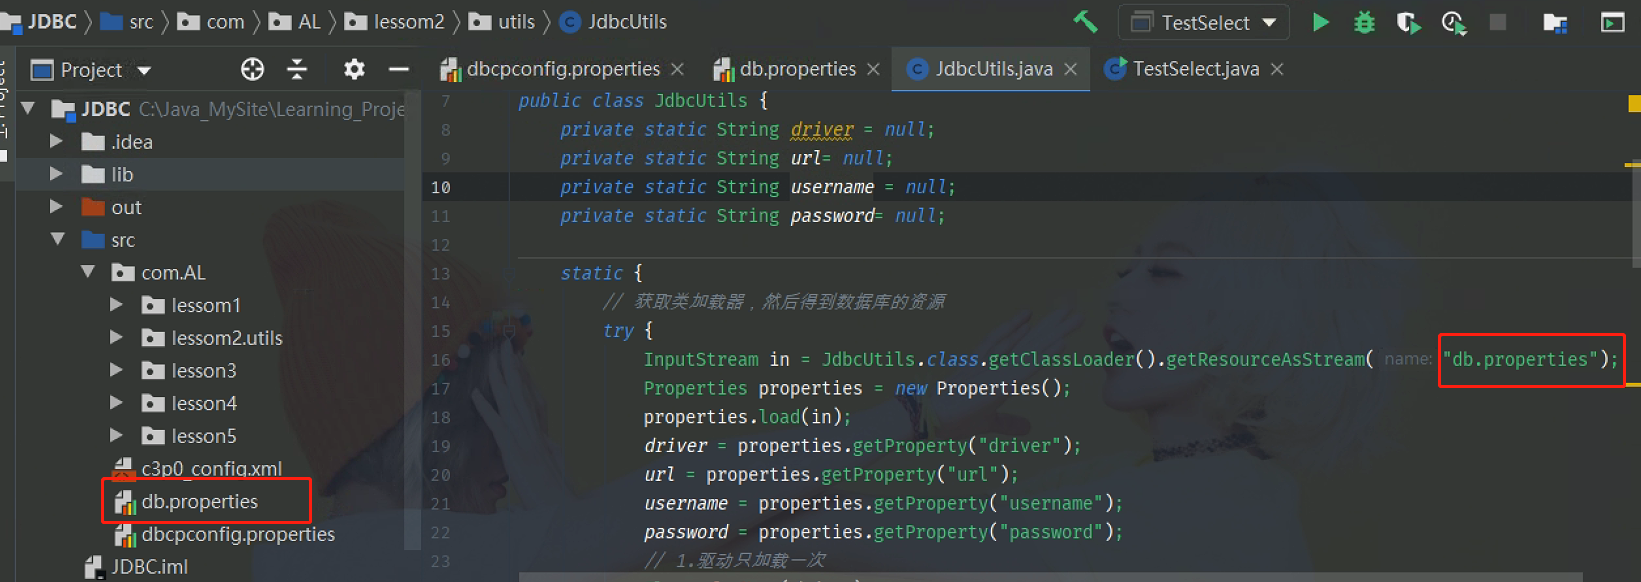 JDBC src com AL lessom2 utils JdbcUtils TestSelect
Project dbcpconfig.properties db.properties JdbcUtils.java TestSelect.java
JDBC C:\Java_MySite\Learning_Proje
.idea
lib
out
src
com.AL
lessom1
lessom2.utils
lesson3
lesson4
lesson5
c3p0_config.xml
db.properties
dbcpconfig.properties
JDBC.iml
7 public class JdbcUtils {
8 private static String driver = null;
9 private static String url= null;
10 private static String username = null;
11 private static String password= null;
12
13 static {
14 // 获取类加载器，然后得到数据库的资源
15 try {
16 InputStream in = JdbcUtils.class.getClassLoader().getResourceAsStream( name: "db.properties");
17 Properties properties = new Properties();
18 properties.load(in);
19 driver = properties.getProperty("driver");
20 url = properties.getProperty("url");
21 username = properties.getProperty("username");
22 password = properties.getProperty("password");
23 // 1.驱动只加载一次